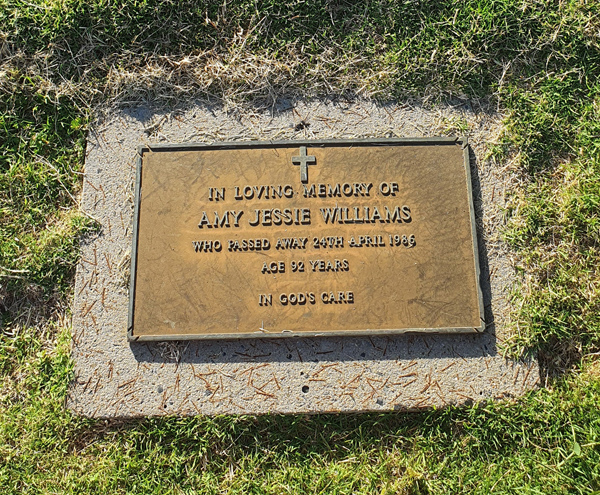 IN LOVING MEMORY OF
AMY JESSIE WILLIAMS
WHO PASSED AWAY 24TH APRIL 1986
AGE 92 YEARS
IN GOD'S CARE